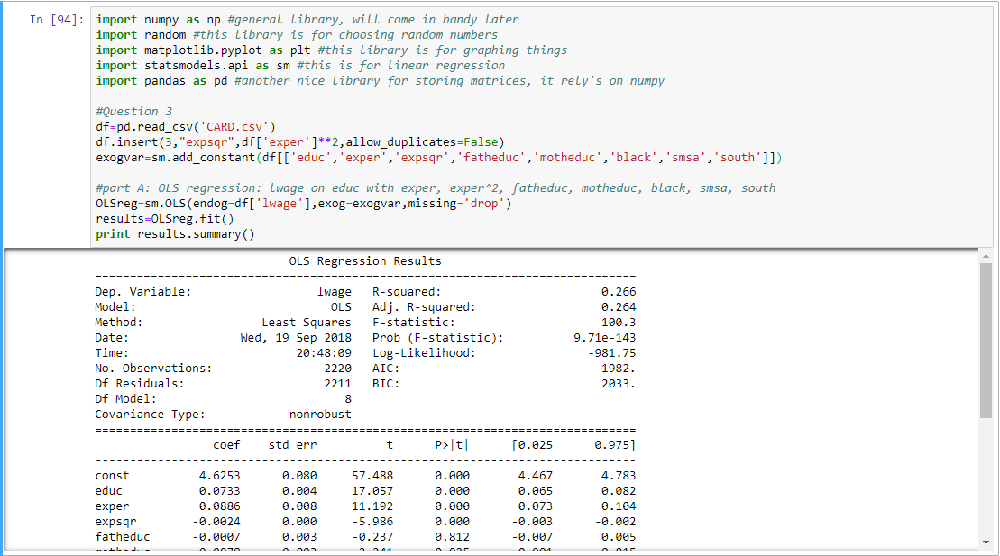 In [94]:
import numpy as np #general library, will come in handy later
import random #this library is for choosing random numbers
import matplotlib.pyplot as plt #this library is for graphing things
import statsmodels.api as sm #this is for linear regression
import pandas as pd #another nice library for storing matrices, it rely's on numpy
#Question 3
df=pd.read_csv('CARD.csv')
df.insert(3,"expsqr",df['exper']**2,allow_duplicates=False)
exogvar=sm.add_constant(df[['educ','exper','expsqr','fatheduc','motheduc','black','smsa','south']])
#part A: OLS regression: lwage on educ with exper, exper^2, fatheduc, motheduc, black, smsa, south
OLSreg=sm.OLS(endog=df['lwage'],exog=exogvar,missing='drop')
results=OLSreg.fit()
print results.summary()
OLS Regression Results
==============================================================================
Dep. Variable: lwage R-squared: 0.266
Model: OLS Adj. R-squared: 0.264
Method: Least Squares F-statistic: 100.3
Date: Wed, 19 Sep 2018 Prob (F-statistic): 9.71e-143
Time: 20:48:09 Log-Likelihood: -981.75
No. Observations: 2220 AIC: 1982.
Df Residuals: 2211 BIC: 2033.
Df Model: 8
Covariance Type: nonrobust
==============================================================================
coef std err t P>|t| [0.025 0.975]
------------------------------------------------------------------------------
const 4.6253 0.080 57.488 0.000 4.467 4.783
educ 0.0733 0.004 17.057 0.000 0.065 0.082
exper 0.0886 0.008 11.192 0.000 0.073 0.104
expsqr -0.0024 0.000 -5.986 0.000 -0.003 -0.002
fatheduc -0.0007 0.003 -0.237 0.812 -0.007 0.005